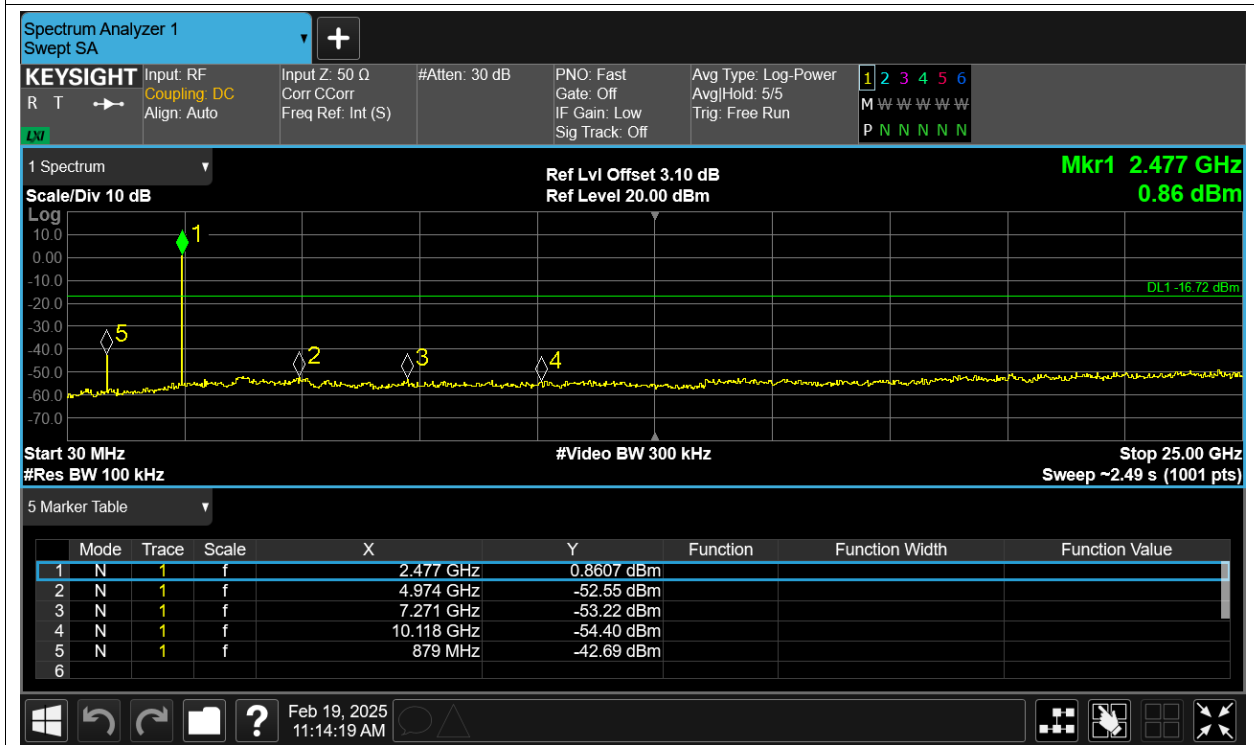 Spectrum Analyzer 1
Swept SA
KEYSIGHT
R T
LXI
Input: RF
Coupling: DC
Align: Auto
Input Z: 50 Ω
Corr CCorr
Freq Ref: Int (S)
#Atten: 30 dB
PNO: Fast
Gate: Off
IF Gain: Low
Sig Track: Off
Avg Type: Log-Power
Avg|Hold: 5/5
Trig: Free Run
1 2 3 4 5 6
M W W W W W
P N N N N N
1 Spectrum
Scale/Div 10 dB
Ref Lvl Offset 3.10 dB
Ref Level 20.00 dBm
Mkr1 2.477 GHz
0.86 dBm
Log
10.0
0.00
-10.0
-20.0
-30.0
-40.0
-50.0
-60.0
-70.0
1
5
2
3
4
DL1 -16.72 dBm
Start 30 MHz
#Video BW 300 kHz
Stop 25.00 GHz
#Res BW 100 kHz
Sweep ~2.49 s (1001 pts)
5 Marker Table
Mode Trace Scale X Y Function Function Width Function Value
1 N 1 f 2.477 GHz 0.8607 dBm
2 N 1 f 4.974 GHz -52.55 dBm
3 N 1 f 7.271 GHz -53.22 dBm
4 N 1 f 10.118 GHz -54.40 dBm
5 N 1 f 879 MHz -42.69 dBm
6
?
Feb 19, 2025
11:14:19 AM